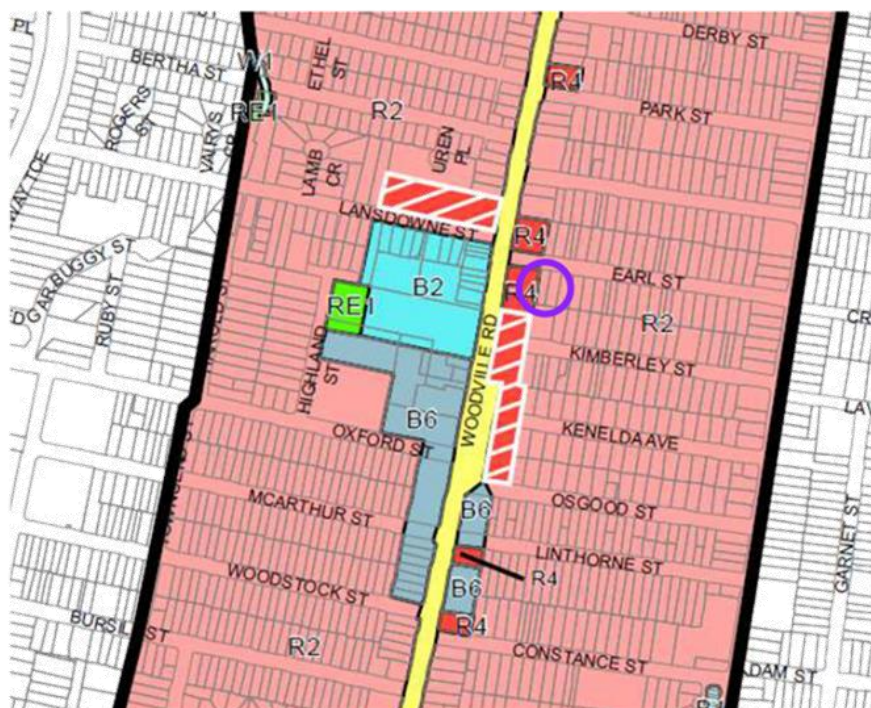 PL
DERBY ST
BERTHA ST
W1
ETHEL
ST
R4
PARK ST
RE1
R2
ROGERS
ST
VALRYS
LAMB
CR
UREN
PL
LANSDOWNE ST
R4
EARL ST
GARBUGGY ST
RUBY ST
B2
R4
R2
RE1
KIMBERLEY ST
WOODVILLE RD
HIGHLAND
ST
B6
OXFORD ST
KENELDA AVE
MCARTHUR ST
B6
OSGOOD ST
LINTHORNE ST
R4
GARNET ST
WOODSTOCK ST
B6
R4
R2
CONSTANCE ST